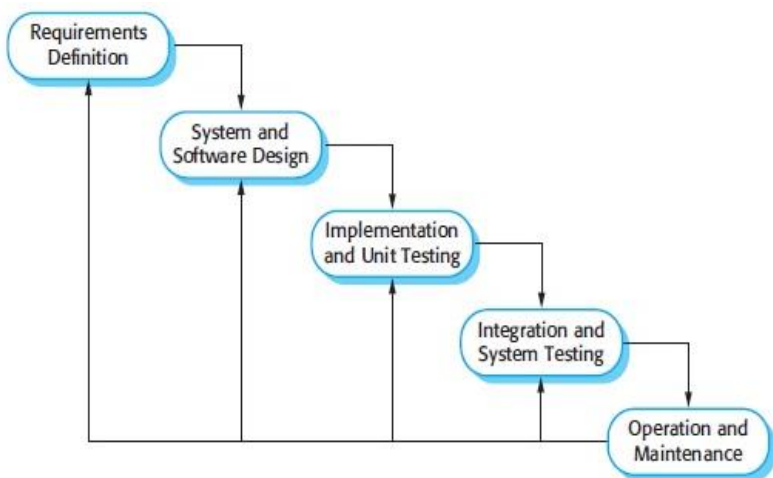 Requirements
Definition
System and
Software Design
Implementation
and Unit Testing
Integration and
System Testing
Operation and
Maintenance